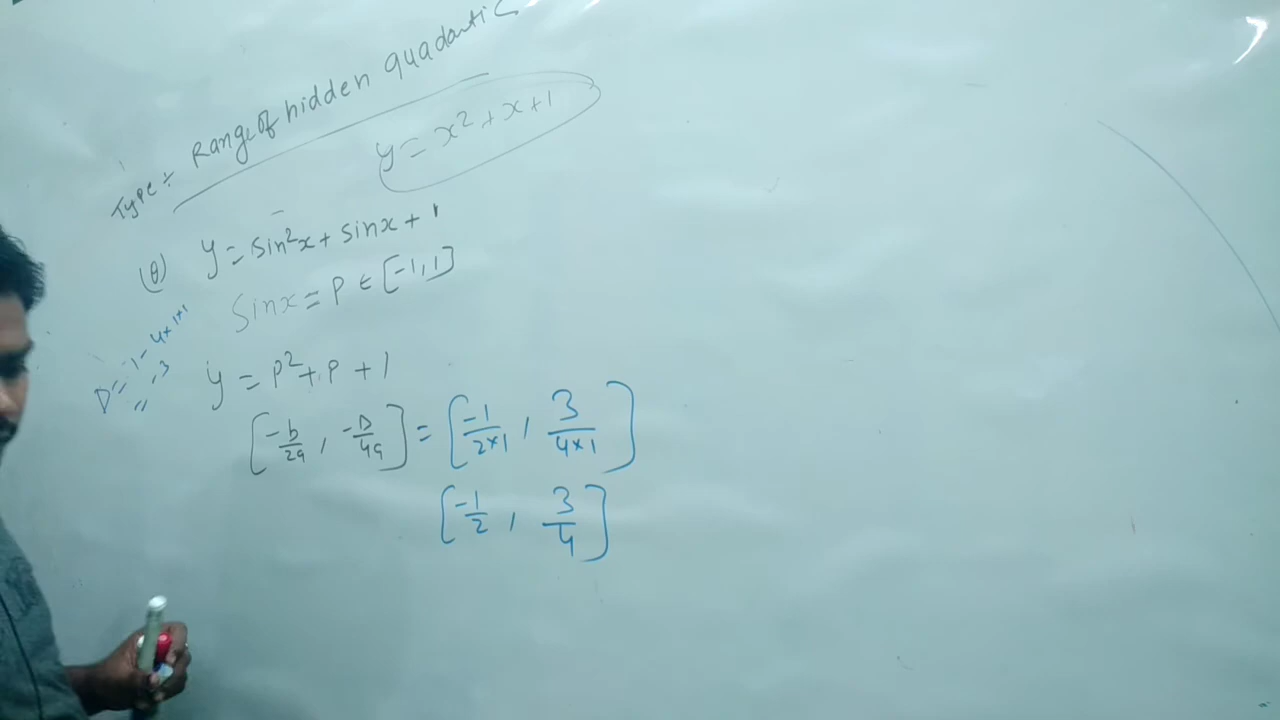 Type÷ Range of hidden quadratic
y = x² + x + 1
(Q) y = sin²x + sinx + 1
Sinx = P ∈ [-1,1]
D = 1 - 4×1×1
= -3
y = P² + P + 1
[-b/2a , -D/4a] = [-1/2×1 , 3/4×1]
[-1/2 , 3/4]